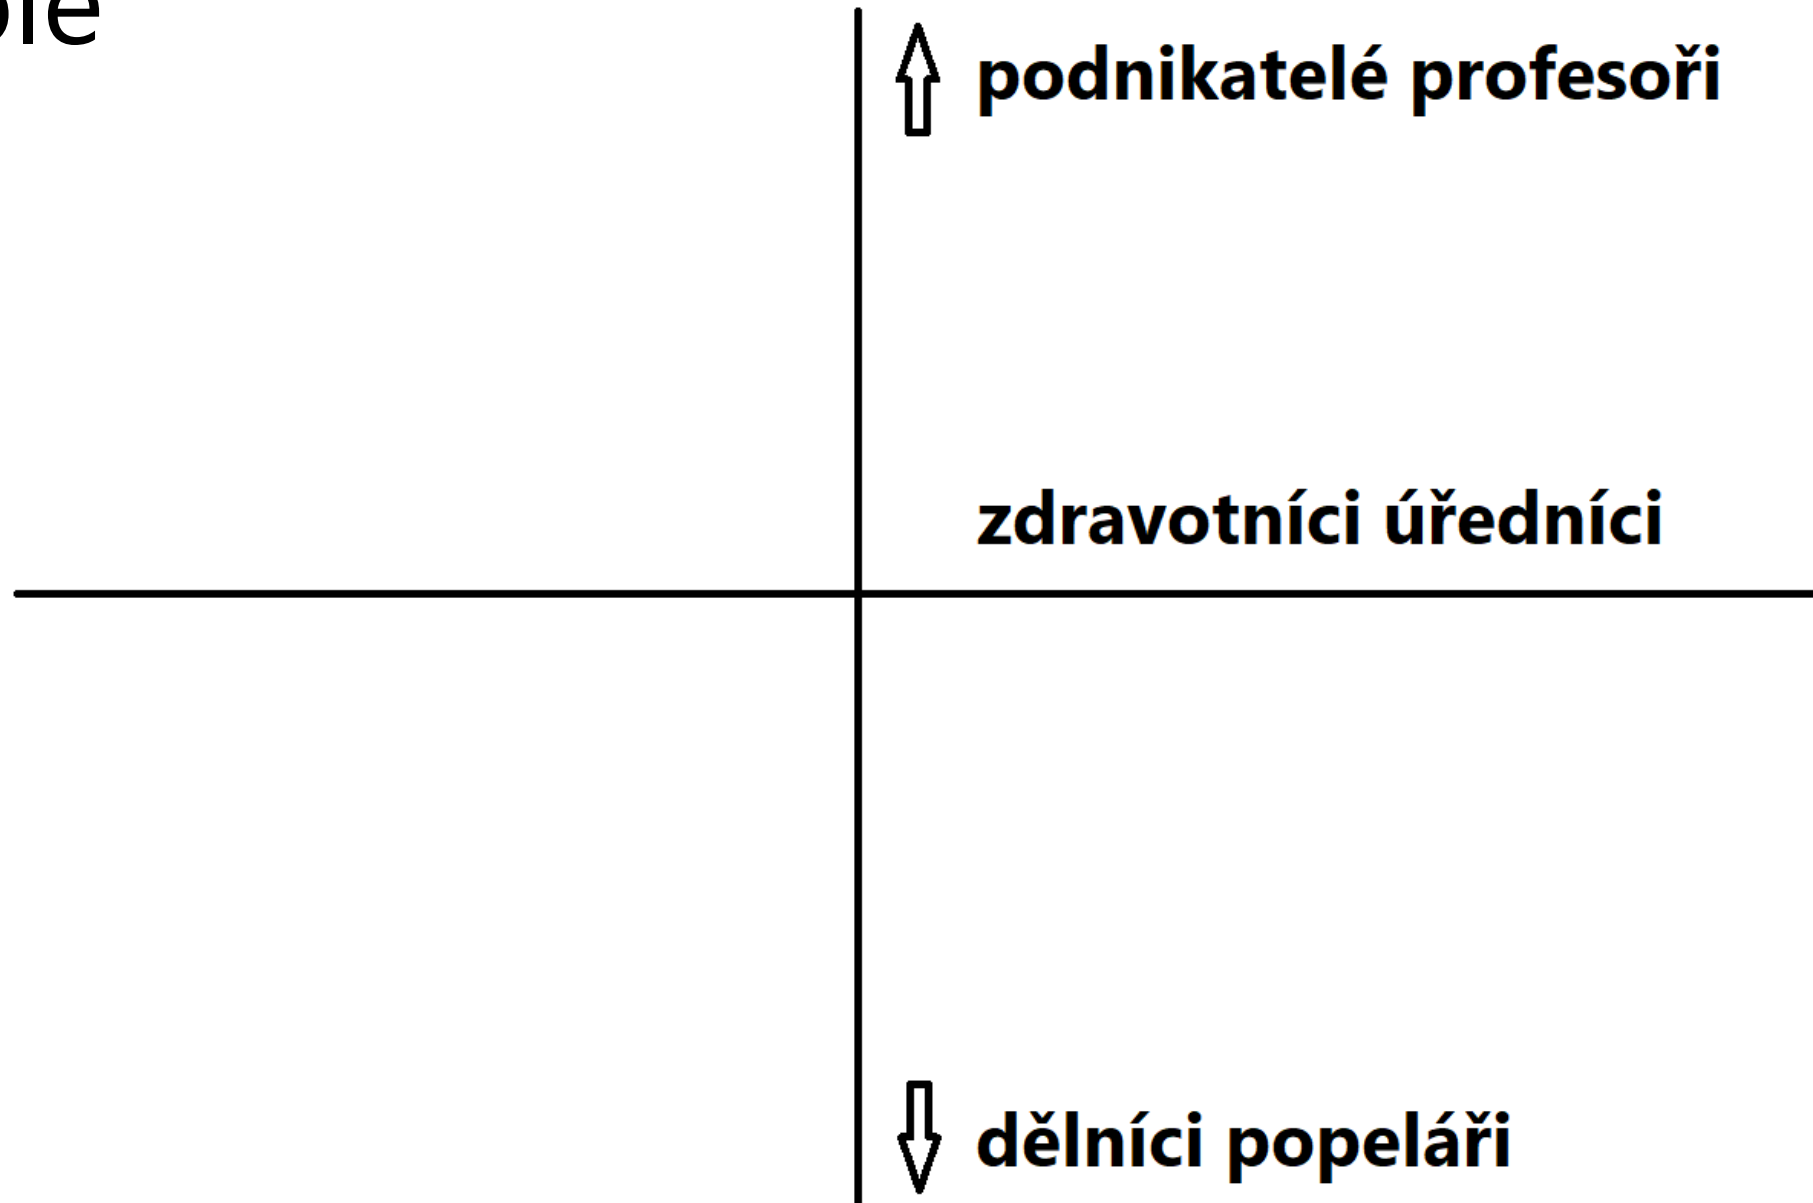 podnikatelé profesoři
zdravotníci úředníci
dělníci popeláři